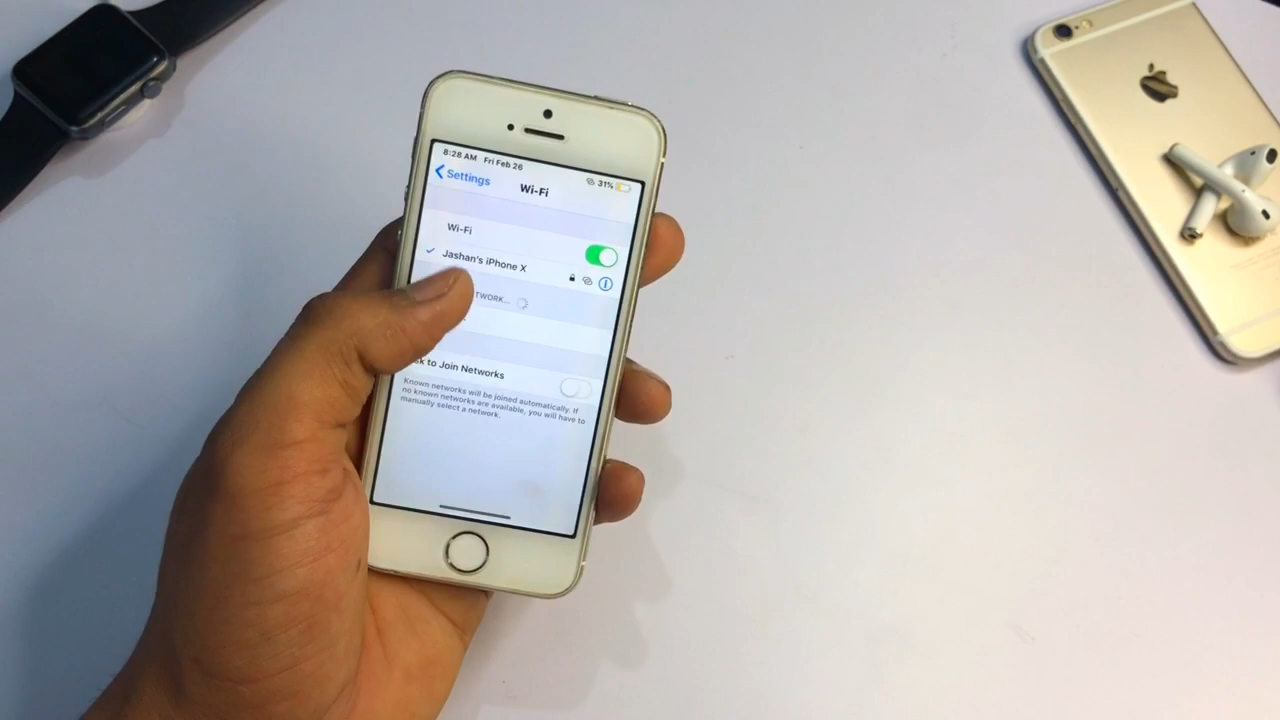 8:28 AM Fri Feb 26
31%
Settings
Wi-Fi
Wi-Fi
Jashan's iPhone X
TWORK...
to Join Networks
Known networks will be joined automatically. If
no known networks are available, you will have to
manually select a network.